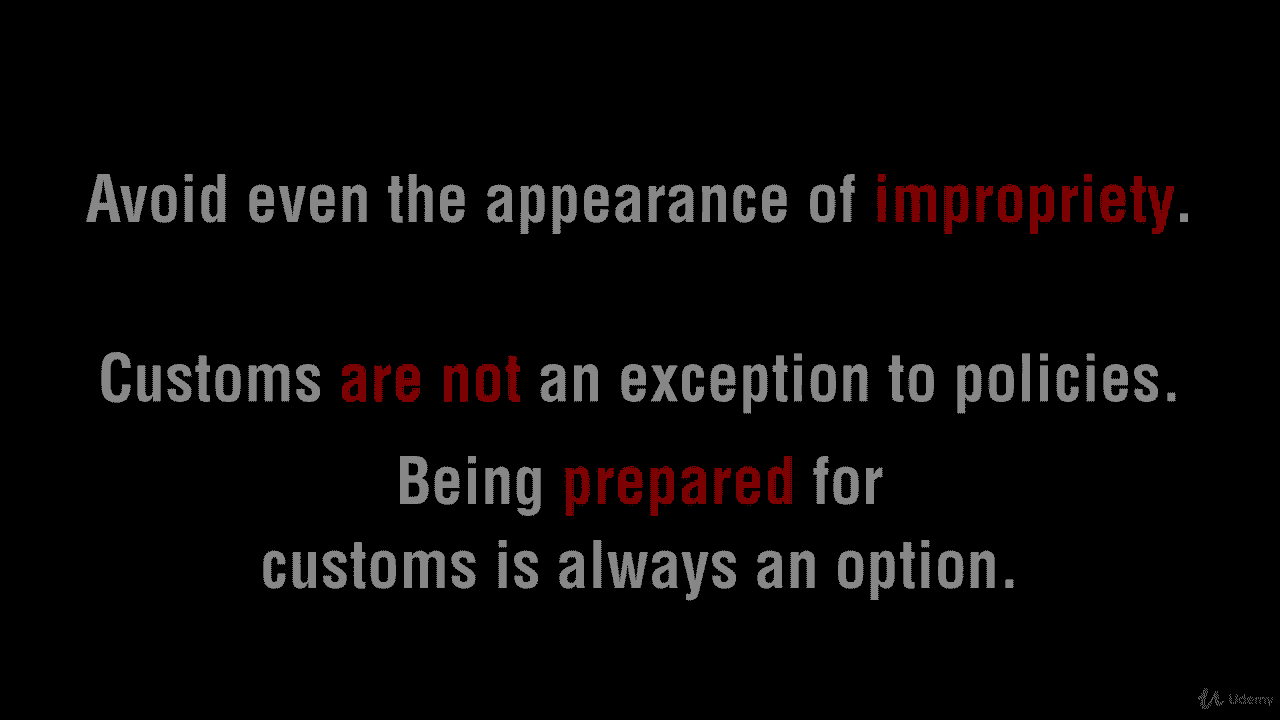 Avoid even the appearance of impropriety.
Customs are not an exception to policies.
Being prepared for
customs is always an option.
Udemy